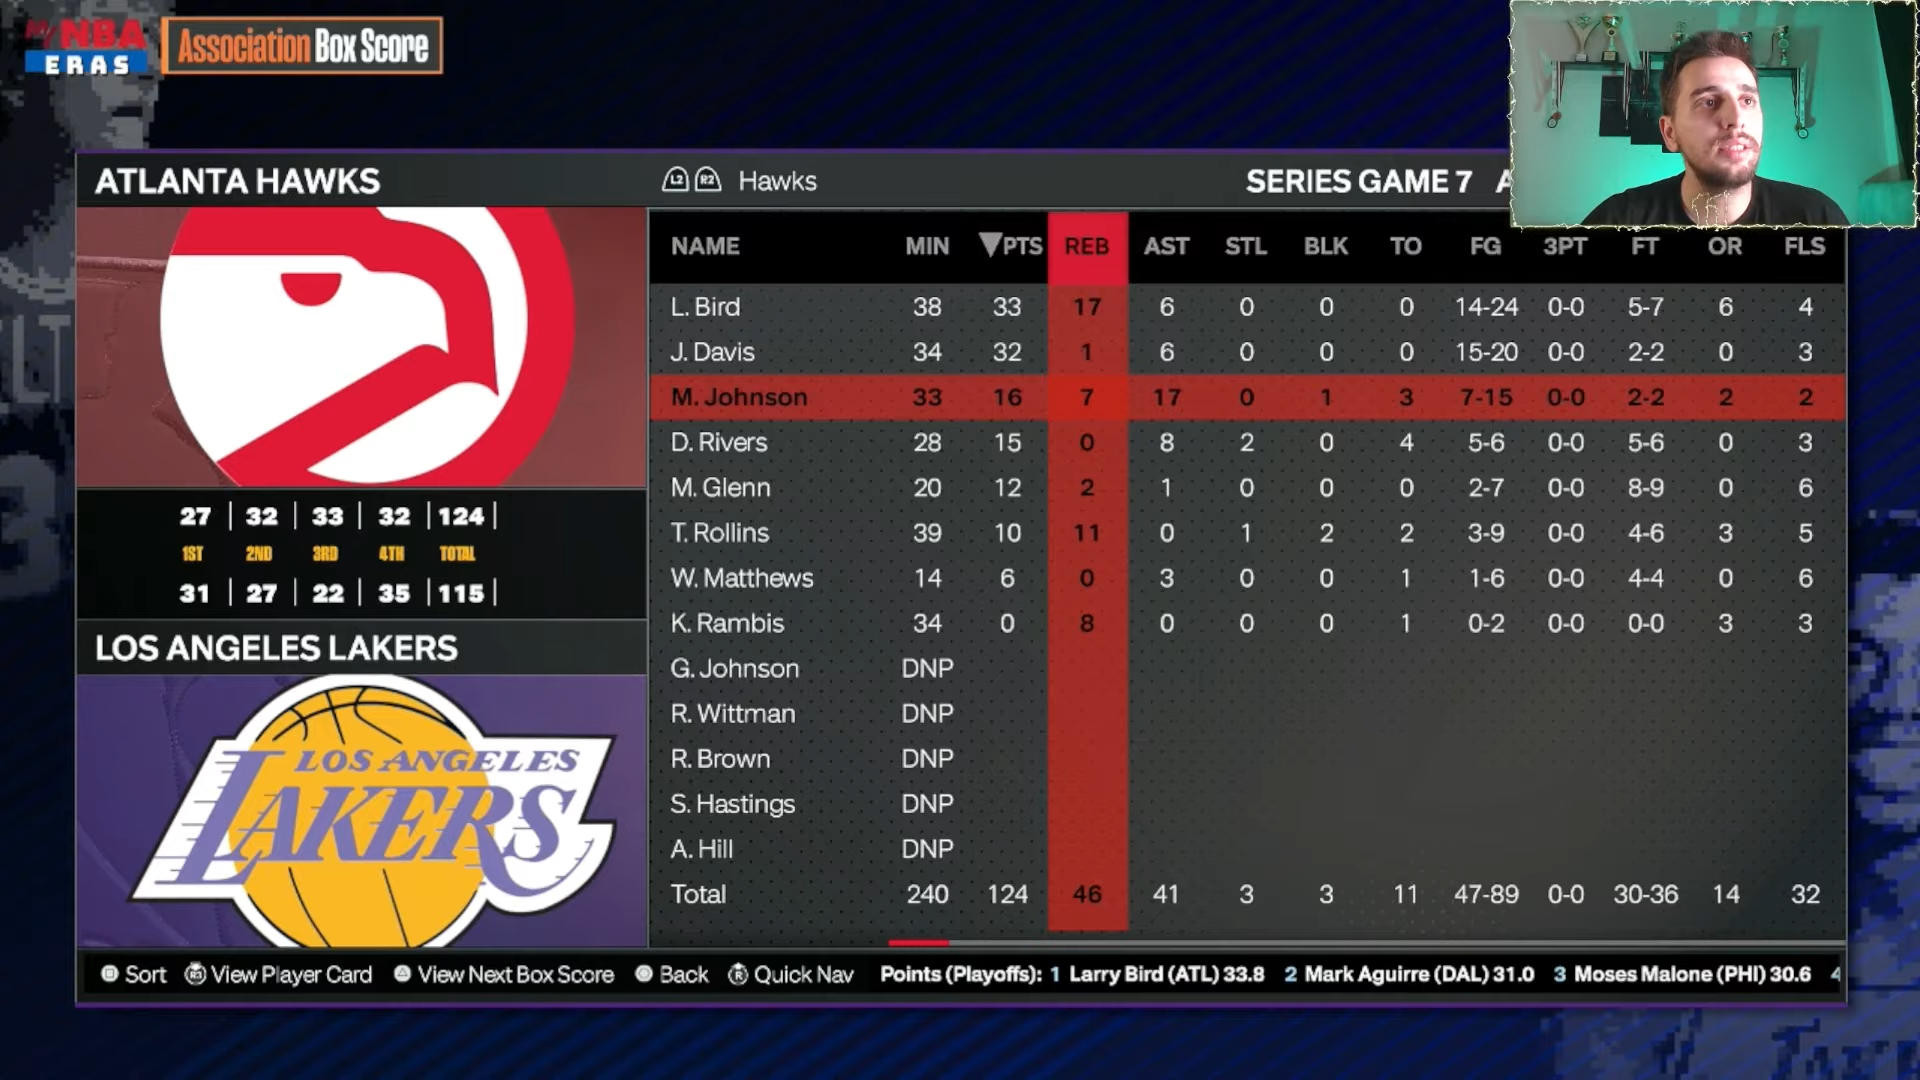 MY NBA
ERAS
Association Box Score
ATLANTA HAWKS
L2 R2 Hawks
SERIES GAME 7
NAME MIN PTS REB AST STL BLK TO FG 3PT FT OR FLS
L. Bird 38 33 17 6 0 0 0 14-24 0-0 5-7 6 4
J. Davis 34 32 1 6 0 0 0 15-20 0-0 2-2 0 3
M. Johnson 33 16 7 17 0 1 3 7-15 0-0 2-2 2 2
D. Rivers 28 15 0 8 2 0 4 5-6 0-0 5-6 0 3
M. Glenn 20 12 2 1 0 0 0 2-7 0-0 8-9 0 6
T. Rollins 39 10 11 0 1 2 2 3-9 0-0 4-6 3 5
W. Matthews 14 6 0 3 0 0 1 1-6 0-0 4-4 0 6
K. Rambis 34 0 8 0 0 0 1 0-2 0-0 0-0 3 3
G. Johnson DNP
R. Wittman DNP
R. Brown DNP
S. Hastings DNP
A. Hill DNP
Total 240 124 46 41 3 3 11 47-89 0-0 30-36 14 32
27 | 32 | 33 | 32 | 124 |
1ST 2ND 3RD 4TH TOTAL
31 | 27 | 22 | 35 | 115 |
LOS ANGELES LAKERS
LOS ANGELES
LAKERS
Sort View Player Card View Next Box Score Back Quick Nav Points (Playoffs): 1 Larry Bird (ATL) 33.8 2 Mark Aguirre (DAL) 31.0 3 Moses Malone (PHI) 30.6 4